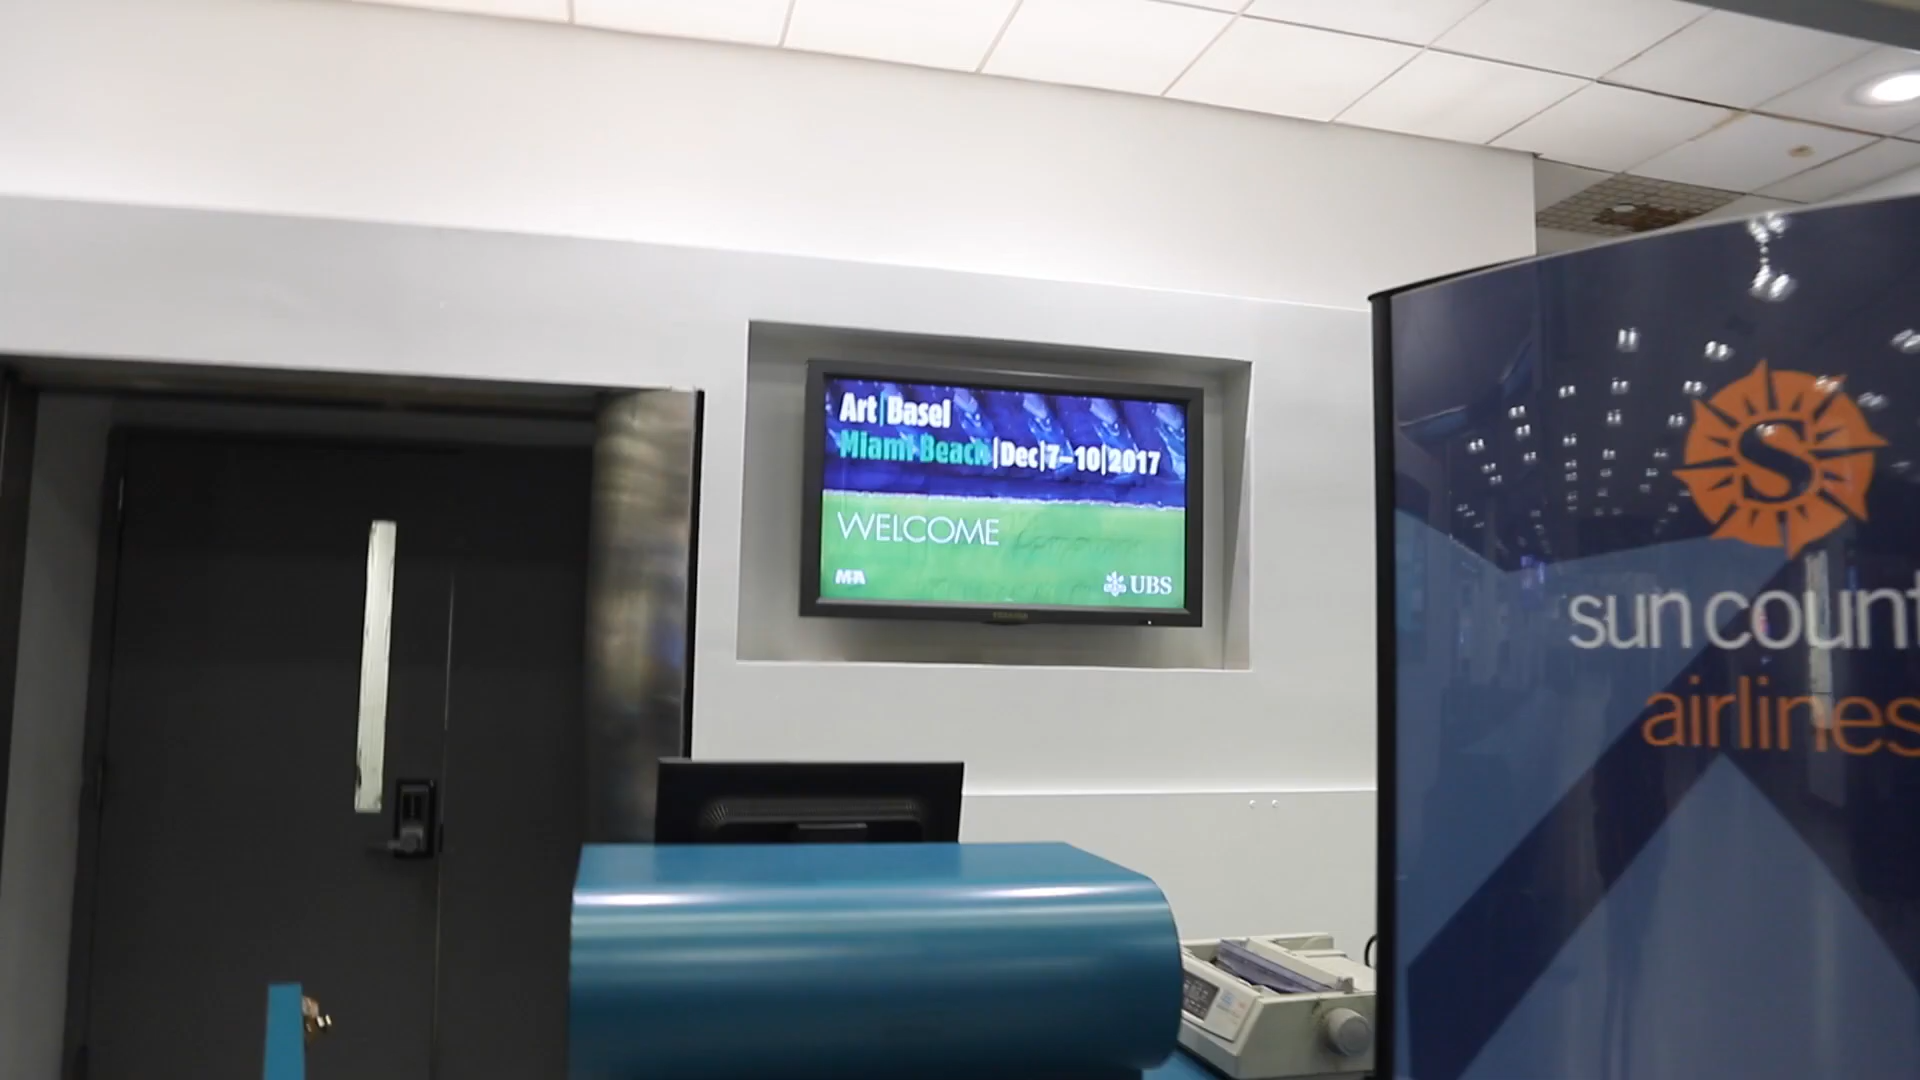 Art|Basel
Miami Beach|Dec|7–10|2017
WELCOME
MIA
UBS
S
sun count
airlines